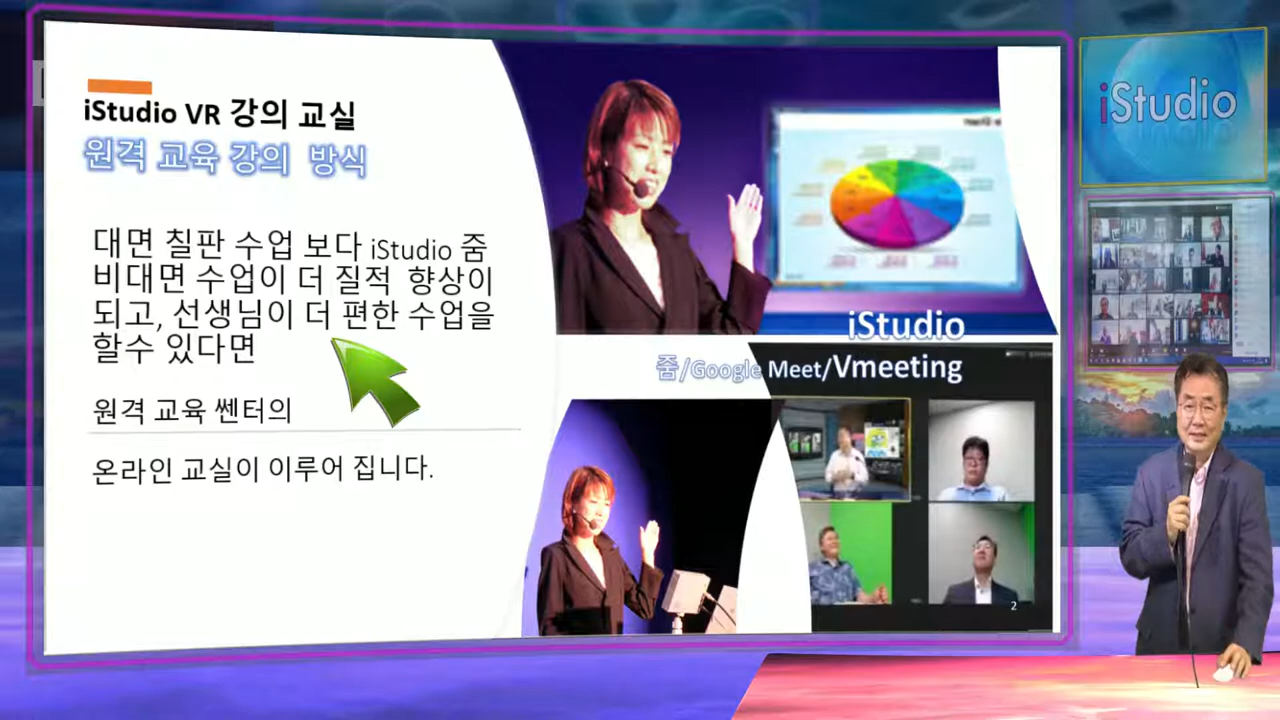 iStudio VR 강의 교실
원격 교육 강의 방식
대면 칠판 수업 보다 iStudio 줌
비대면 수업이 더 질적 향상이
되고, 선생님이 더 편한 수업을
할수 있다면
원격 교육 쎈터의
온라인 교실이 이루어 집니다.
iStudio
줌/Google Meet/Vmeeting
2
iStudio